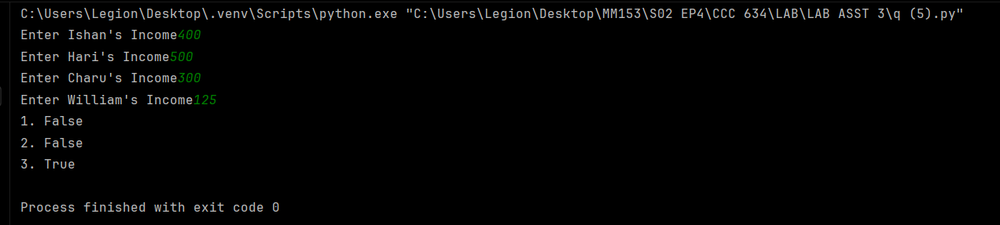 C:\Users\Legion\Desktop\.venv\Scripts\python.exe "C:\Users\Legion\Desktop\MM153\S02 EP4\CCC 634\LAB\LAB ASST 3\q (5).py"
Enter Ishan's Income400
Enter Hari's Income500
Enter Charu's Income300
Enter William's Income125
1. False
2. False
3. True
Process finished with exit code 0